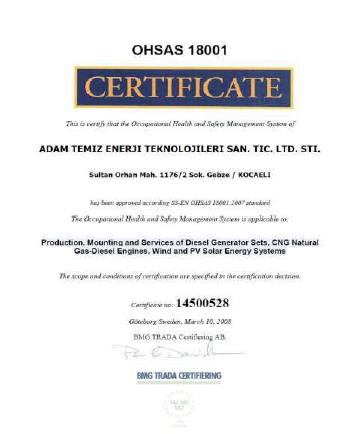 OHSAS 18001
CERTIFICATE
This is certify that the Occupational Health and Safety Management System of
ADAM TEMIZ ENERJI TEKNOLOJILERI SAN. TIC. LTD. STI.
Sultan Orhan Mah. 1176/2 Sok. Gebze / KOCAELI
has been approved according SS-EN OHSAS 18001:2007 standard
The Occupational Health and Safety Management System is applicable to:
Production, Mounting and Services of Diesel Generator Sets, CNG Natural
Gas-Diesel Engines, Wind and PV Solar Energy Systems
The scope and conditions of certification are specified in the certification decision.
Certificate no: 14500528
Göteborg Sweden, March 10, 2008
BMG TRADA Certifiering AB.
BMG TRADA CERTIFIERING